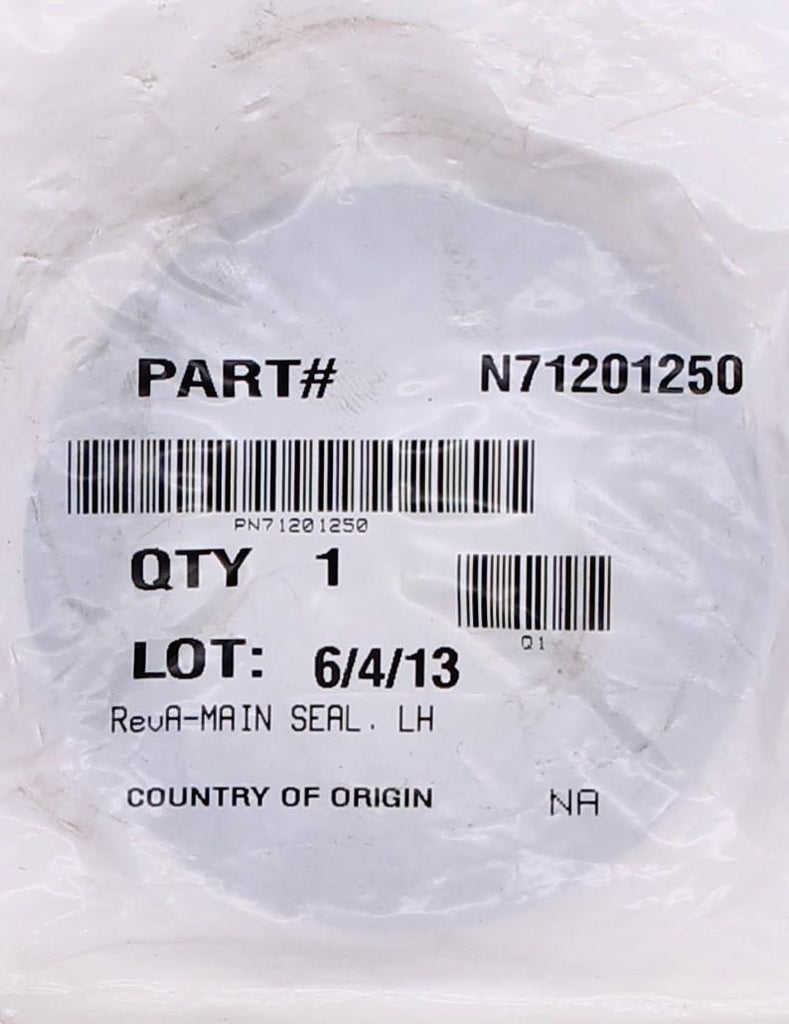 PART# N71201250
PN71201250
QTY 1
Q1
LOT: 6/4/13
RevA-MAIN SEAL. LH
COUNTRY OF ORIGIN NA